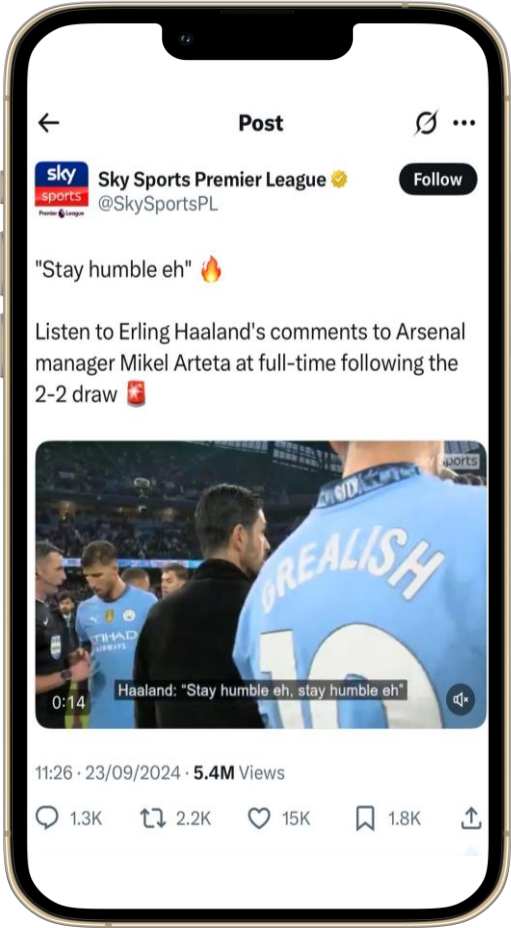 Post
sky
sports
Premier League
Sky Sports Premier League
@SkySportsPL
Follow
"Stay humble eh" 🔥
Listen to Erling Haaland's comments to Arsenal
manager Mikel Arteta at full-time following the
2-2 draw 🚨
sports
GREALISH
10
ETIHAD
AIRWAYS
Haaland: "Stay humble eh, stay humble eh"
0:14
11:26 · 23/09/2024 · 5.4M Views
1.3K 2.2K 15K 1.8K